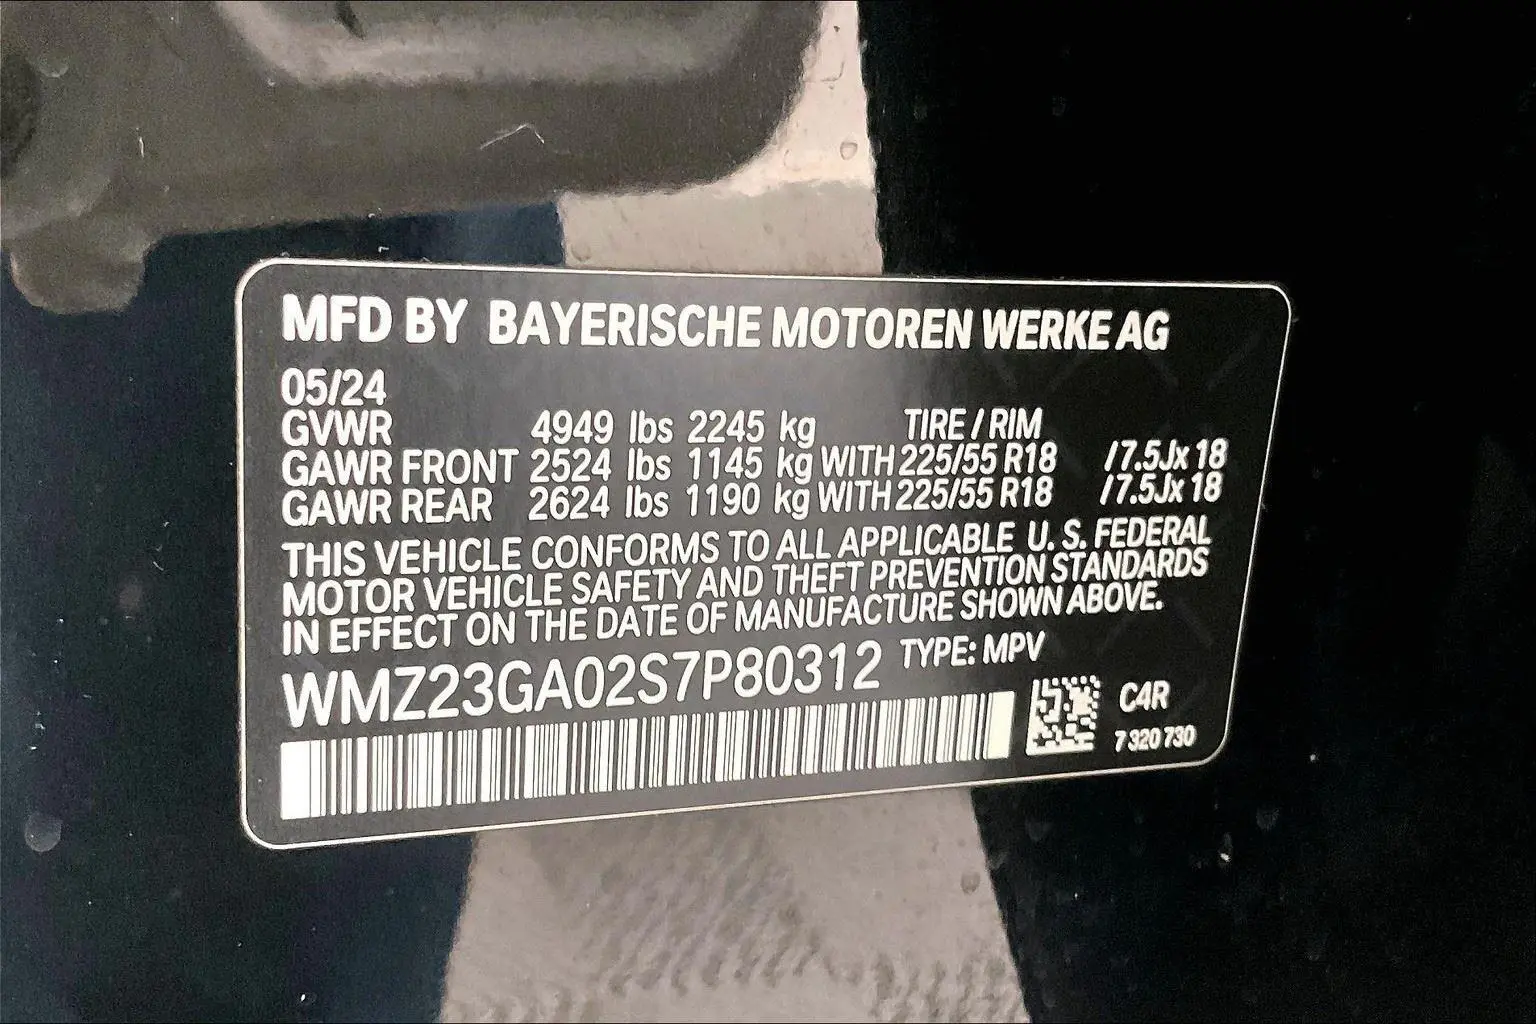 MFD BY BAYERISCHE MOTOREN WERKE AG
05/24
GVWR 4949 lbs 2245 kg TIRE / RIM
GAWR FRONT 2524 lbs 1145 kg WITH 225/55 R18 /7.5Jx 18
GAWR REAR 2624 lbs 1190 kg WITH 225/55 R18 /7.5Jx 18
THIS VEHICLE CONFORMS TO ALL APPLICABLE U. S. FEDERAL
MOTOR VEHICLE SAFETY AND THEFT PREVENTION STANDARDS
IN EFFECT ON THE DATE OF MANUFACTURE SHOWN ABOVE.
WMZ23GA02S7P80312 TYPE: MPV
C4R
7 320 730